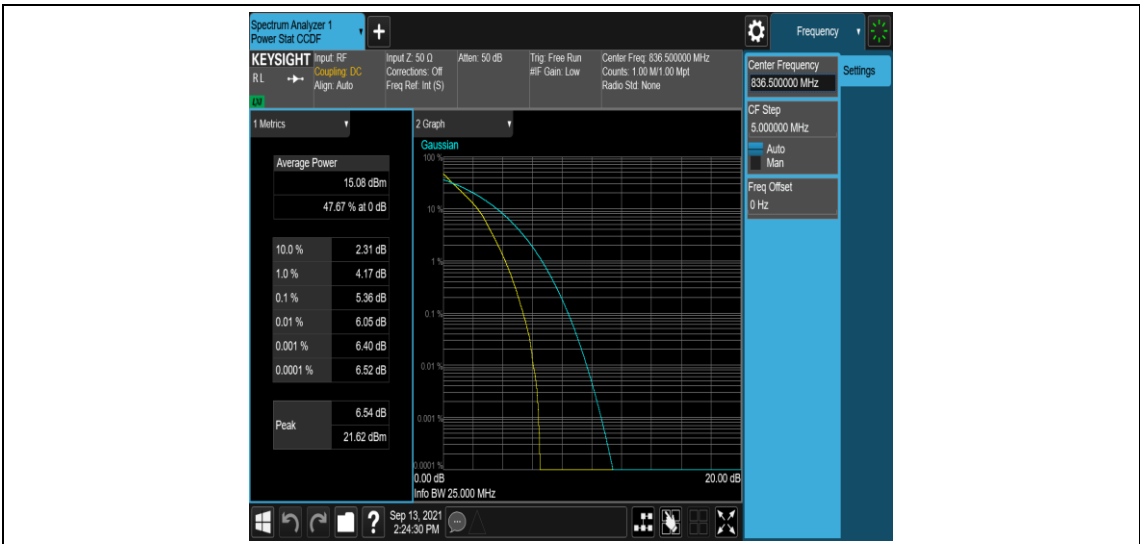 Spectrum Analyzer 1
Power Stat CCDF
+
Frequency
KEYSIGHT
Input: RF
Input Z: 50 Ω
Atten: 50 dB
Trig: Free Run
Center Freq: 836.500000 MHz
RL
Coupling: DC
Corrections: Off
#IF Gain: Low
Counts: 1.00 M/1.00 Mpt
Align: Auto
Freq Ref: Int (S)
Radio Std: None
LXI
Center Frequency
836.500000 MHz
Settings
CF Step
5.000000 MHz
Auto
Man
Freq Offset
0 Hz
1 Metrics
Average Power
15.08 dBm
47.67 % at 0 dB
10.0 % 2.31 dB
1.0 % 4.17 dB
0.1 % 5.36 dB
0.01 % 6.05 dB
0.001 % 6.40 dB
0.0001 % 6.52 dB
Peak
6.54 dB
21.62 dBm
2 Graph
Gaussian
100 %
10 %
1 %
0.1 %
0.01 %
0.001 %
0.0001 %
0.00 dB
20.00 dB
Info BW 25.000 MHz
?
Sep 13, 2021
2:24:30 PM